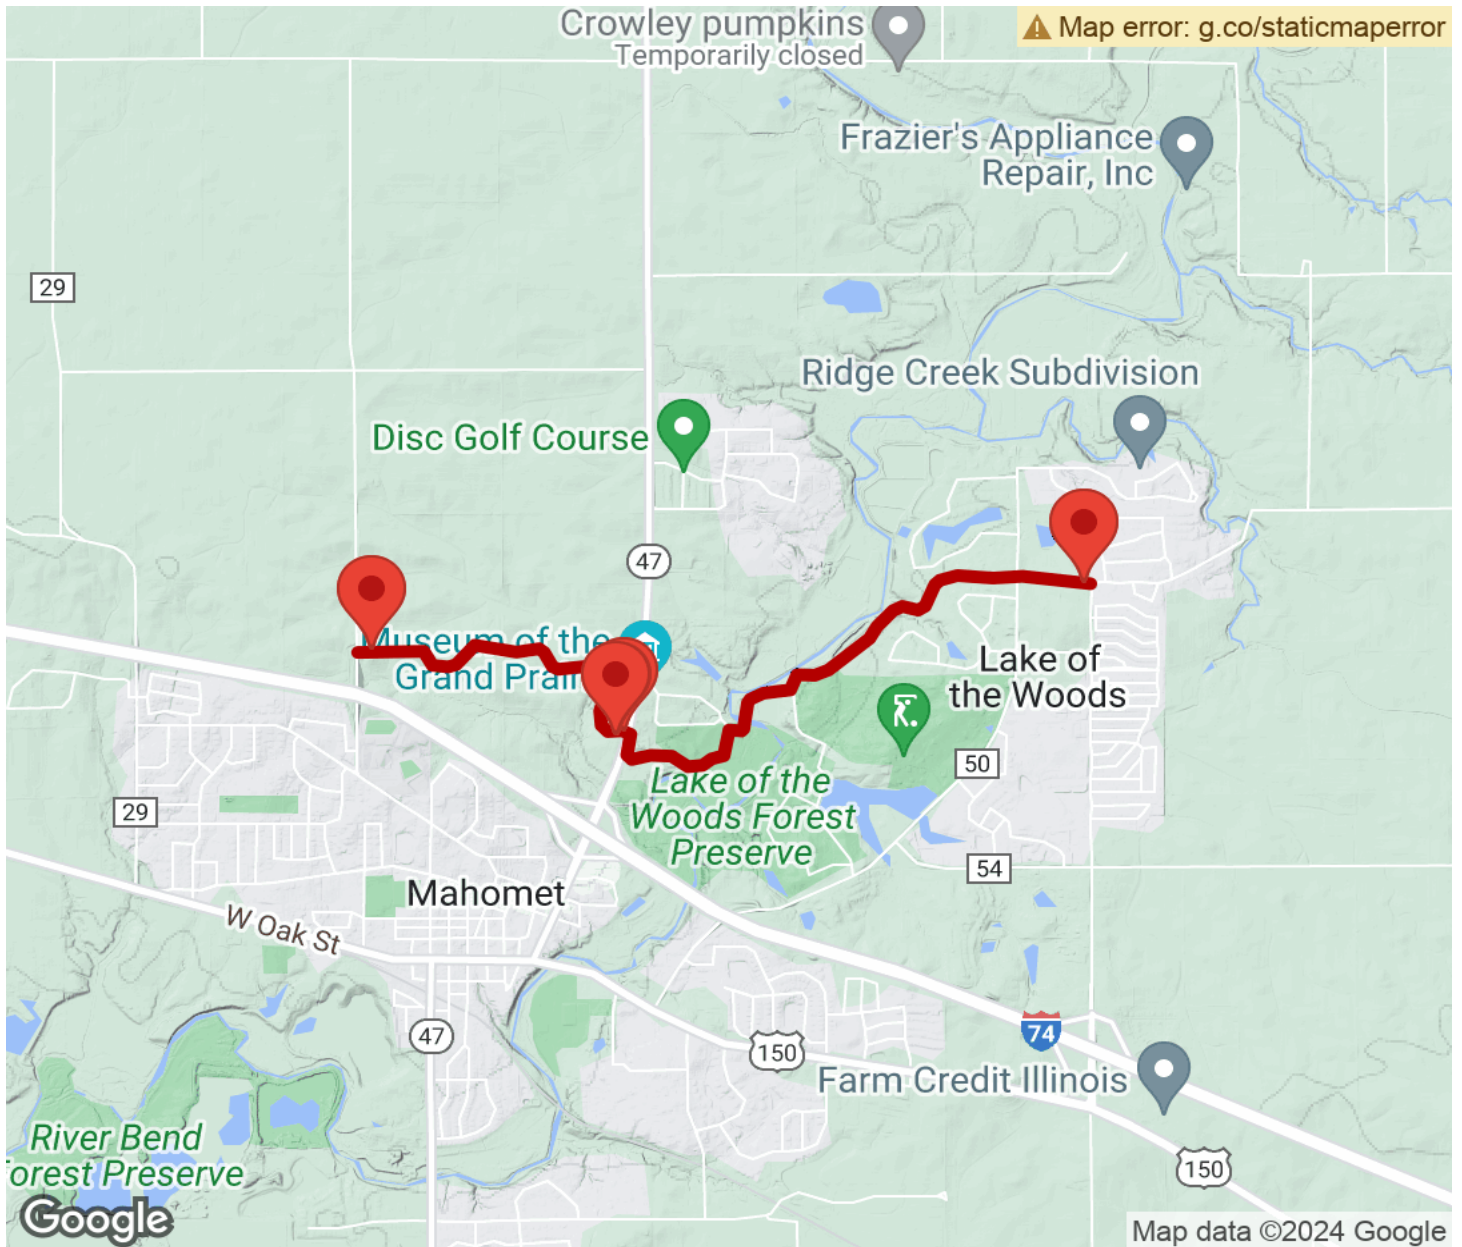 Crowley pumpkins
Temporarily closed
Map error: g.co/staticmaperror
Frazier's Appliance
Repair, Inc
29
Ridge Creek Subdivision
Disc Golf Course
47
Museum of the
Grand Prair
Lake of
the Woods
50
Lake of the
Woods Forest
Preserve
29
54
Mahomet
W Oak St
47
150
74
Farm Credit Illinois
River Bend
Forest Preserve
150
Google
Map data ©2024 Google